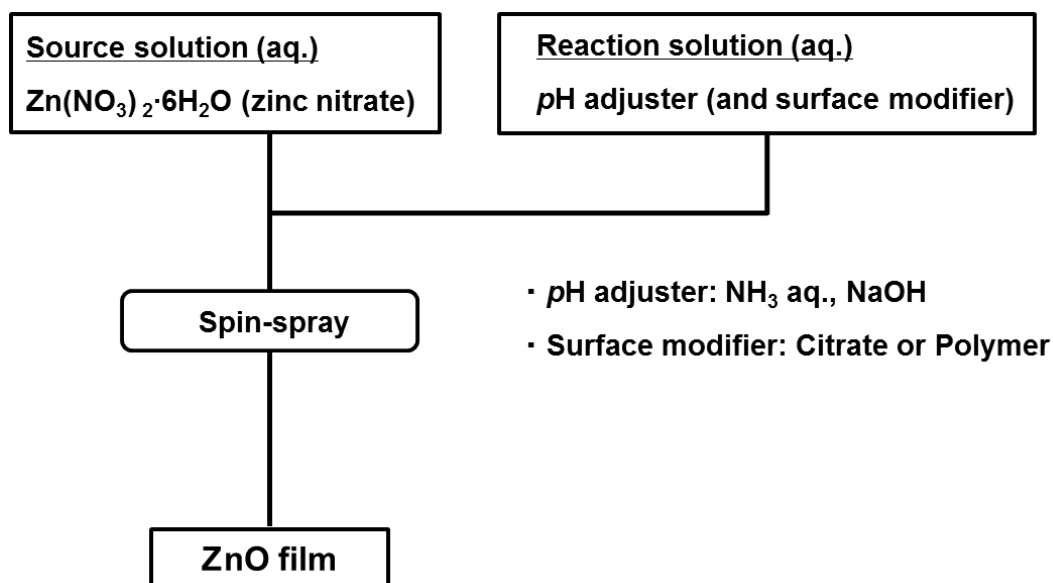 Source solution (aq.)
Zn(NO₃)₂·6H₂O (zinc nitrate)
Reaction solution (aq.)
pH adjuster (and surface modifier)
Spin-spray
・pH adjuster: NH₃ aq., NaOH
・Surface modifier: Citrate or Polymer
ZnO film